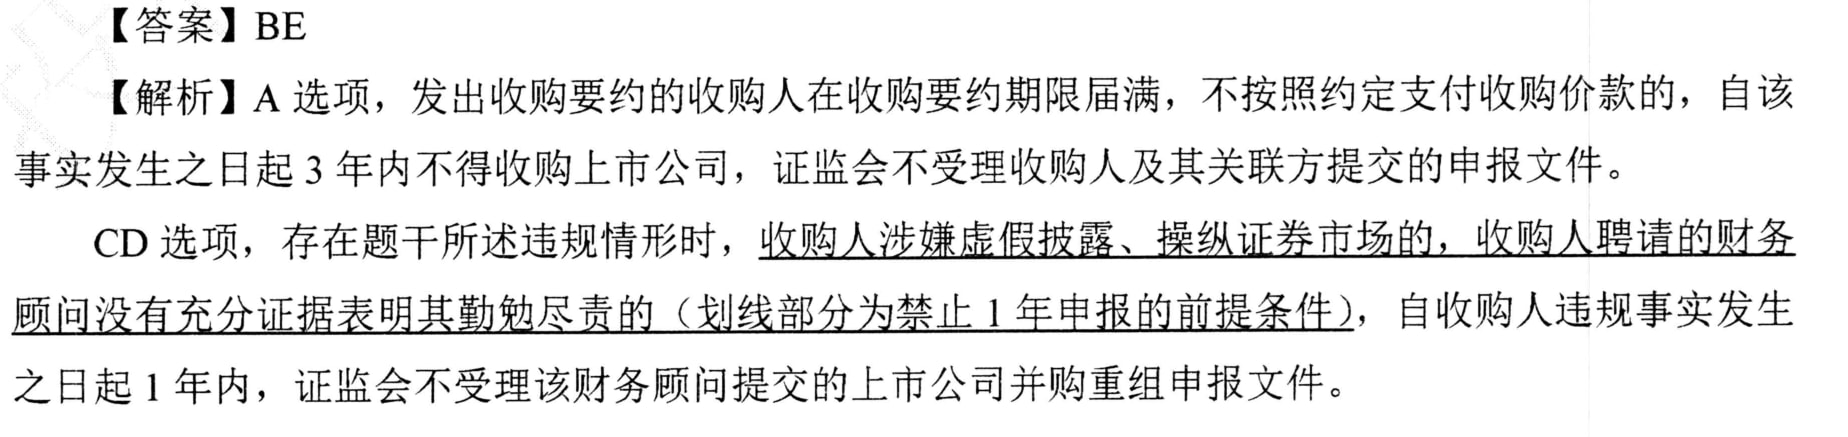 【答案】BE
【解析】A 选项，发出收购要约的收购人在收购要约期限届满，不按照约定支付收购价款的，自该
事实发生之日起 3 年内不得收购上市公司，证监会不受理收购人及其关联方提交的申报文件。
CD 选项，存在题干所述违规情形时，收购人涉嫌虚假披露、操纵证券市场的，收购人聘请的财务
顾问没有充分证据表明其勤勉尽责的（划线部分为禁止 1 年申报的前提条件），自收购人违规事实发生
之日起 1 年内，证监会不受理该财务顾问提交的上市公司并购重组申报文件。